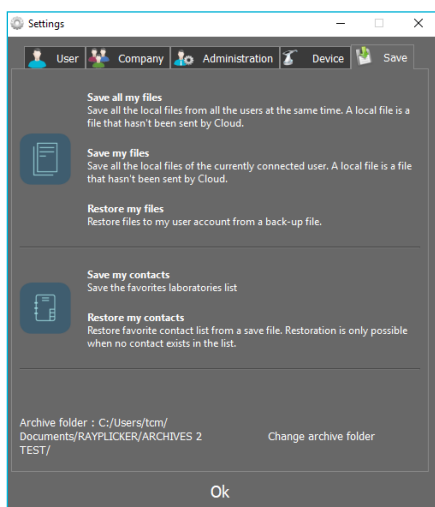 Settings
User Company Administration Device Save
Save all my files
Save all the local files from all the users at the same time. A local file is a
file that hasn't been sent by Cloud.
Save my files
Save all the local files of the currently connected user. A local file is a file
that hasn't been sent by Cloud.
Restore my files
Restore files to my user account from a back-up file.
Save my contacts
Save the favorites laboratories list
Restore my contacts
Restore favorite contact list from a save file. Restoration is only possible
when no contact exists in the list.
Archive folder : C:/Users/tcm/
Documents/RAYPLICKER/ARCHIVES 2
TEST/
Change archive folder
Ok